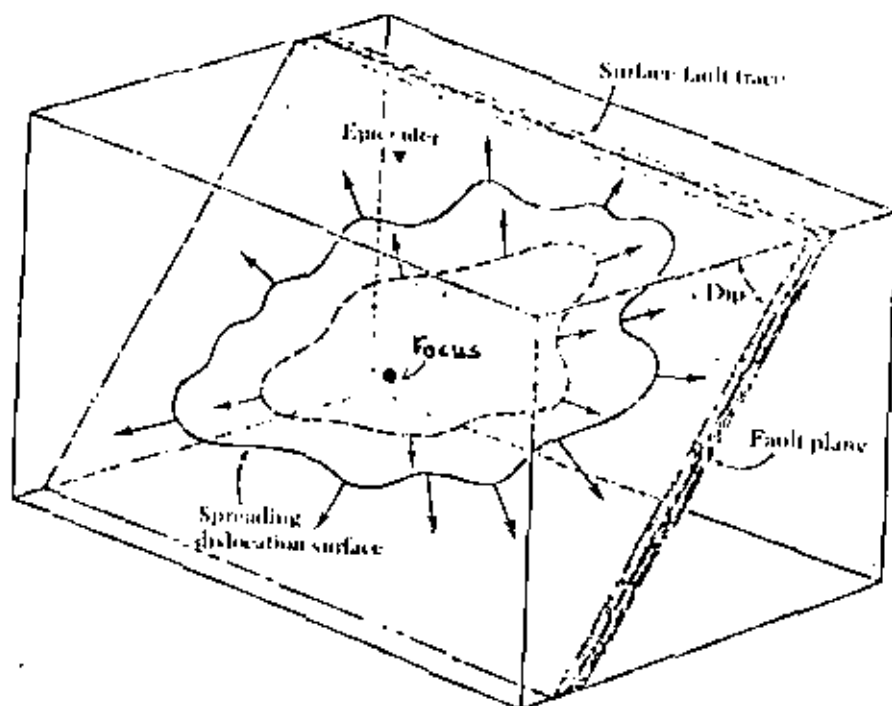 Surface fault trace
Epicenter
Focus
Dip
Fault plane
Spreading
dislocation surface